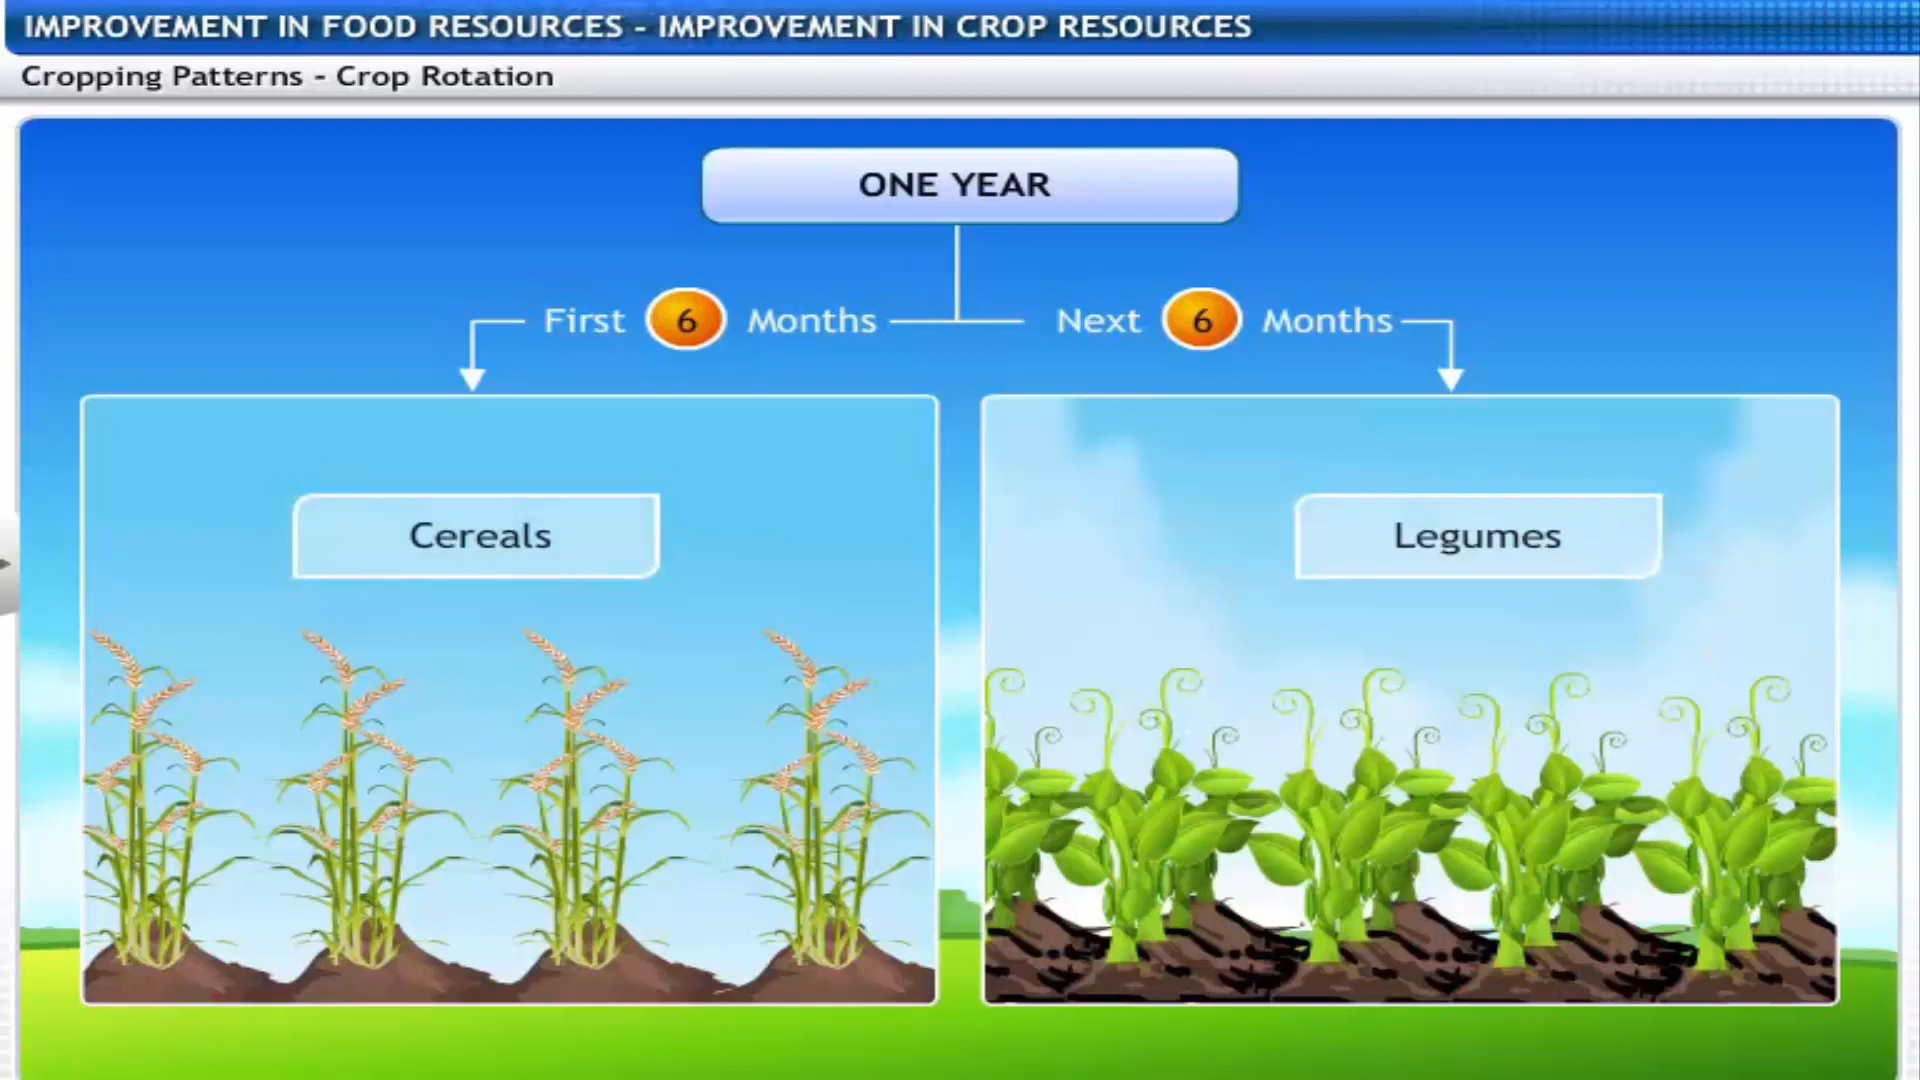 IMPROVEMENT IN FOOD RESOURCES - IMPROVEMENT IN CROP RESOURCES
Cropping Patterns - Crop Rotation
ONE YEAR
First 6 Months
Next 6 Months
Cereals
Legumes